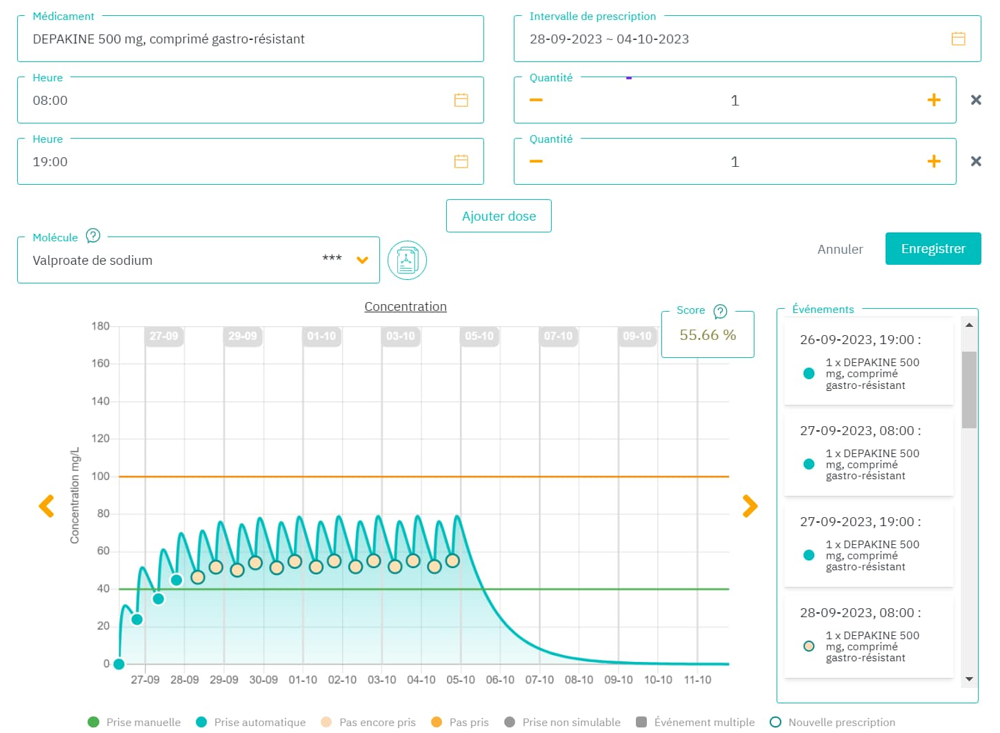 Médicament
DEPAKINE 500 mg, comprimé gastro-résistant
Intervalle de prescription
28-09-2023 ~ 04-10-2023
Heure
08:00
Quantité
1
Heure
19:00
Quantité
1
Ajouter dose
Molécule
Valproate de sodium ***
Annuler
Enregistrer
Concentration
Score
55.66 %
Concentration mg/L
180
160
140
120
100
80
60
40
20
0
27-09 29-09 01-10 03-10 05-10 07-10 09-10
27-09 28-09 29-09 30-09 01-10 02-10 03-10 04-10 05-10 06-10 07-10 08-10 09-10 10-10 11-10
Événements
26-09-2023, 19:00 :
1 x DEPAKINE 500
mg, comprimé
gastro-résistant
27-09-2023, 08:00 :
1 x DEPAKINE 500
mg, comprimé
gastro-résistant
27-09-2023, 19:00 :
1 x DEPAKINE 500
mg, comprimé
gastro-résistant
28-09-2023, 08:00 :
1 x DEPAKINE 500
mg, comprimé
gastro-résistant
Prise manuelle Prise automatique Pas encore pris Pas pris Prise non simulable Événement multiple Nouvelle prescription